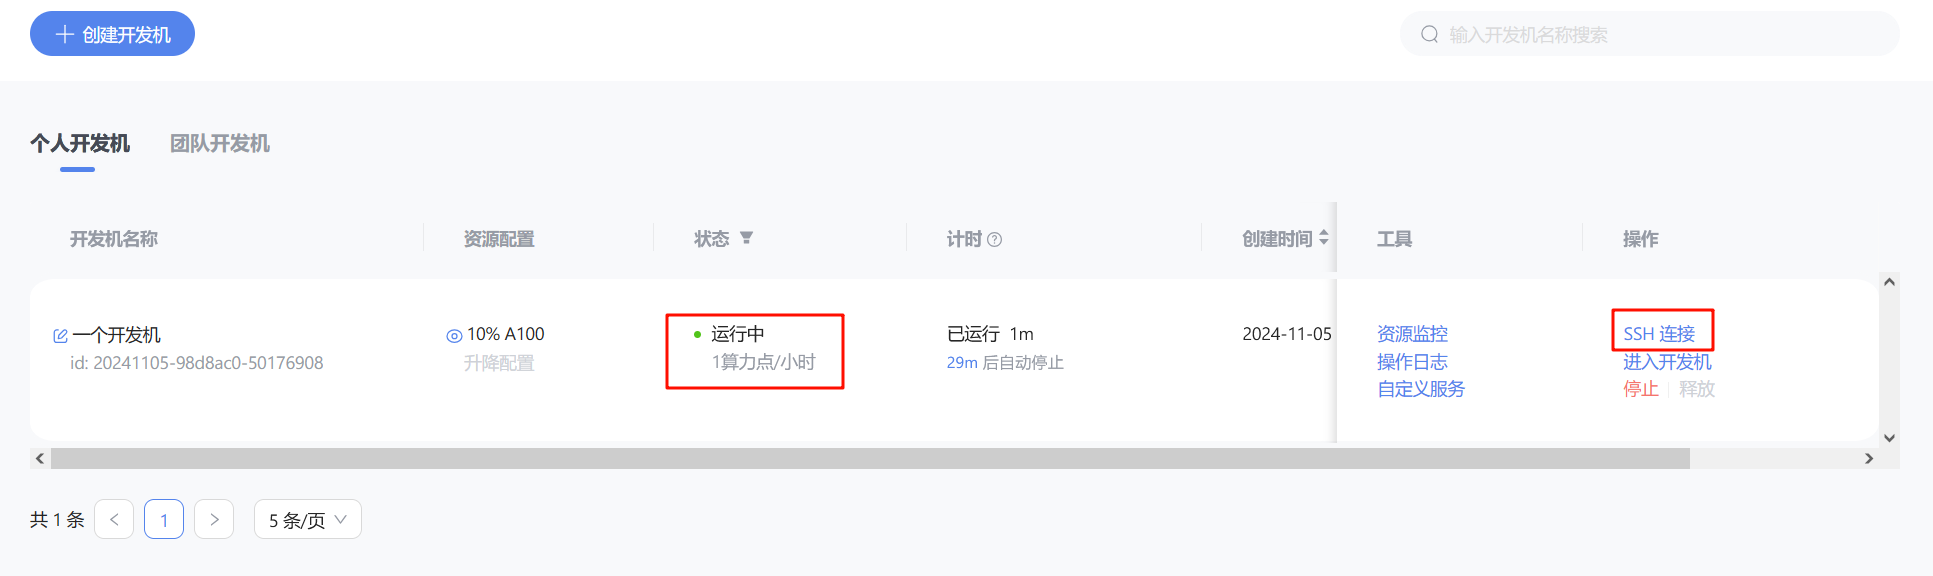 创建开发机
输入开发机名称搜索
个人开发机 团队开发机
开发机名称 资源配置 状态 计时 创建时间 工具 操作
一个开发机 10% A100 运行中 已运行 1m 2024-11-05 资源监控 SSH 连接
id: 20241105-98d8ac0-50176908 升降配置 1算力点/小时 29m 后自动停止 操作日志 进入开发机
自定义服务 停止 释放
共 1 条 < 1 > 5 条/页